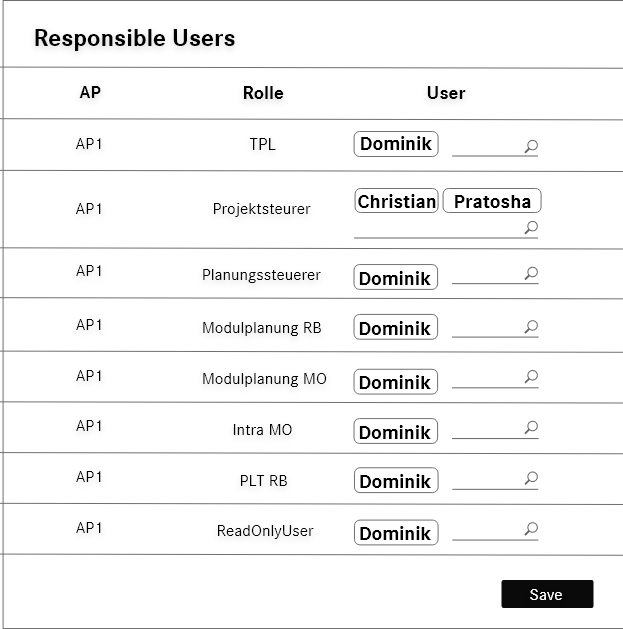 Responsible Users
AP Rolle User
AP1 TPL Dominik
AP1 Projektsteurer Christian Pratosha
AP1 Planungssteuerer Dominik
AP1 Modulplanung RB Dominik
AP1 Modulplanung MO Dominik
AP1 Intra MO Dominik
AP1 PLT RB Dominik
AP1 ReadOnlyUser Dominik
Save